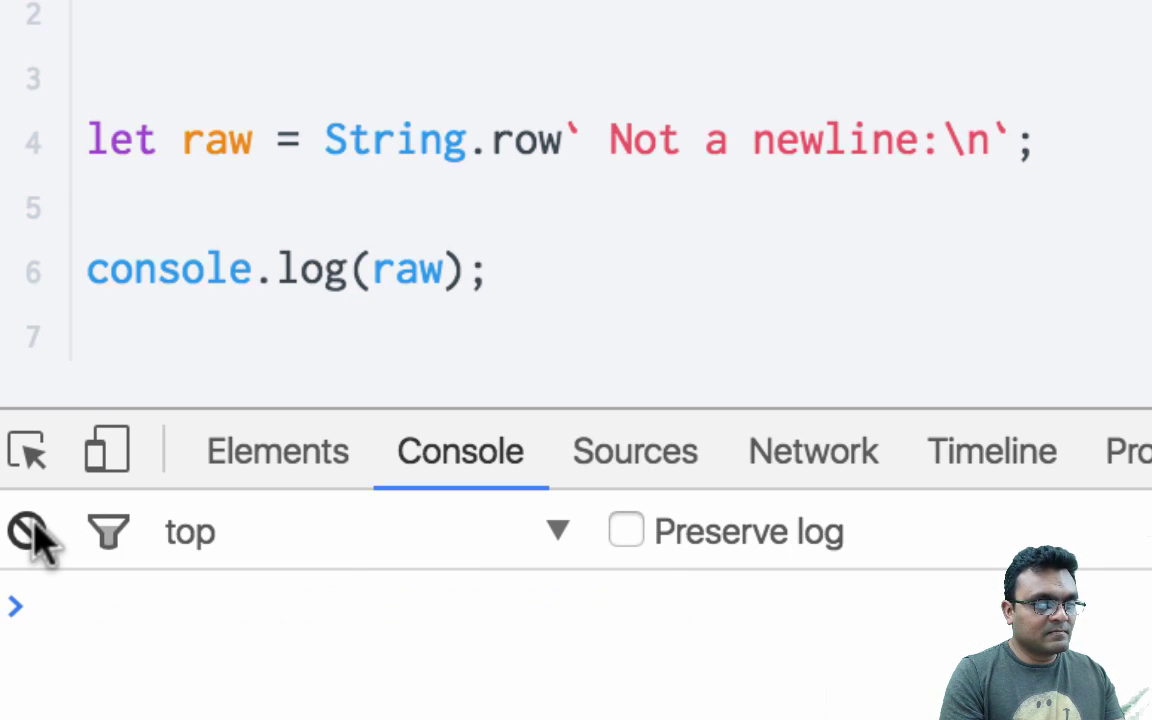 2
3
4 let raw = String.row` Not a newline:\n`;
5
6 console.log(raw);
7
Elements Console Sources Network Timeline Pro
top Preserve log